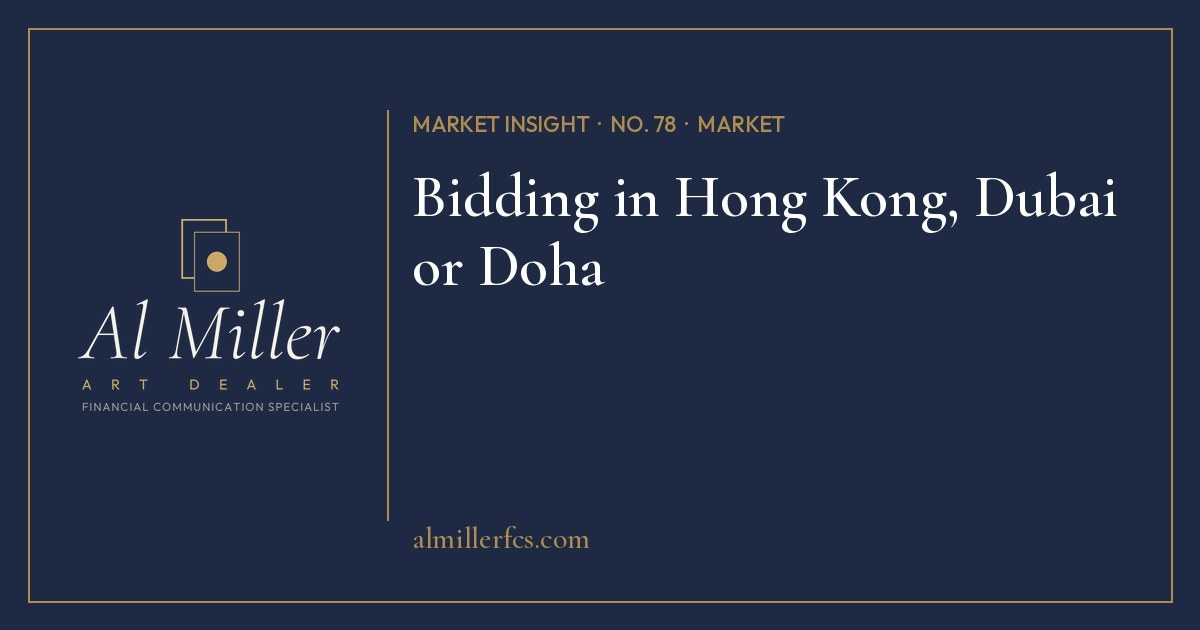 MARKET INSIGHT · NO. 78 · MARKET
Bidding in Hong Kong, Dubai
or Doha
Al Miller
ART DEALER
FINANCIAL COMMUNICATION SPECIALIST
almillerfcs.com